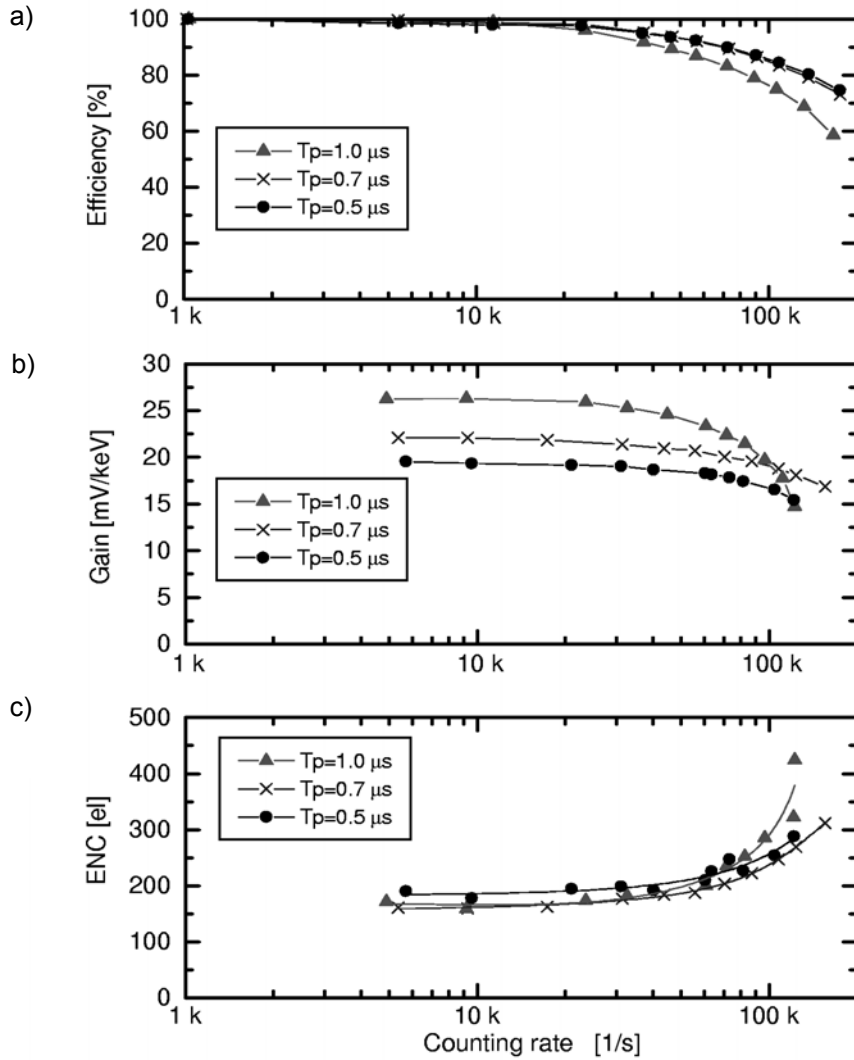 a)
100
80
60
40
20
0
Efficiency [%]
Tp=1.0 μs
Tp=0.7 μs
Tp=0.5 μs
1 k 10 k 100 k
b)
30
25
20
15
10
5
0
Gain [mV/keV]
Tp=1.0 μs
Tp=0.7 μs
Tp=0.5 μs
1 k 10 k 100 k
c)
500
400
300
200
100
0
ENC [el]
Tp=1.0 μs
Tp=0.7 μs
Tp=0.5 μs
1 k 10 k 100 k
Counting rate [1/s]